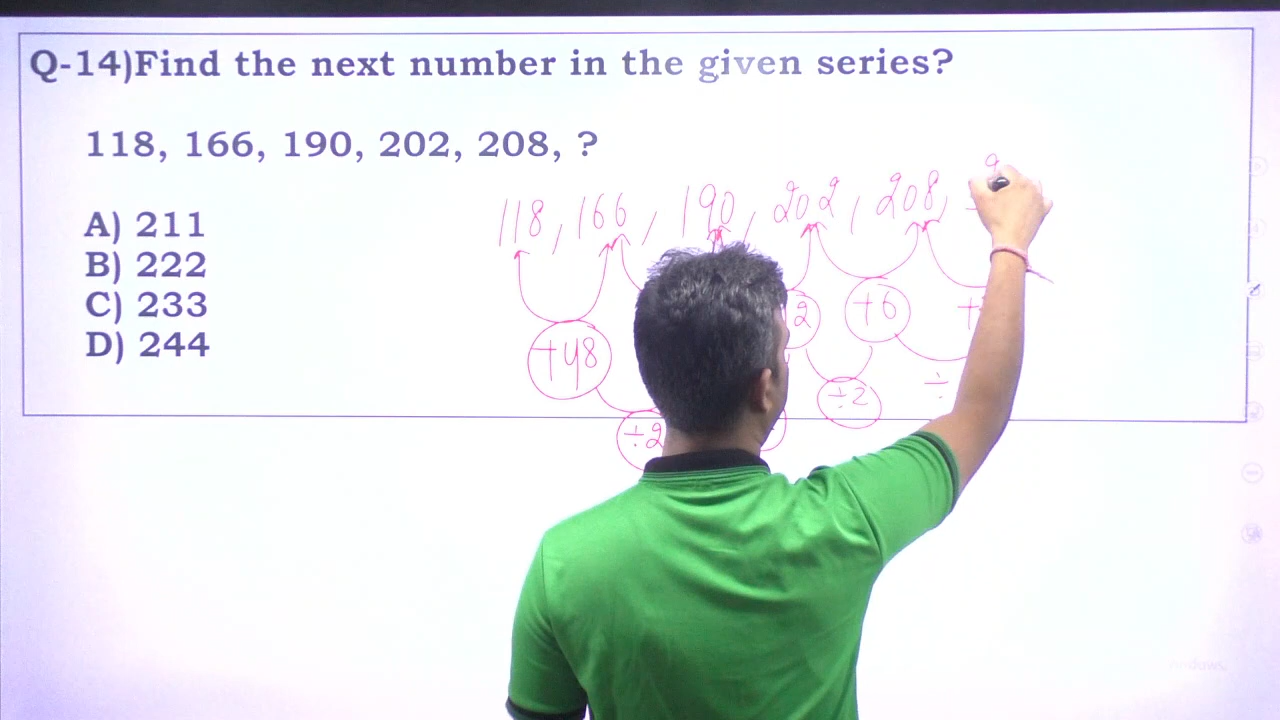 Q-14)Find the next number in the given series?
118, 166, 190, 202, 208, ?
A) 211
B) 222
C) 233
D) 244
118, 166, 190, 202, 208,
+48 2 +6 +
÷2 ÷2 ÷